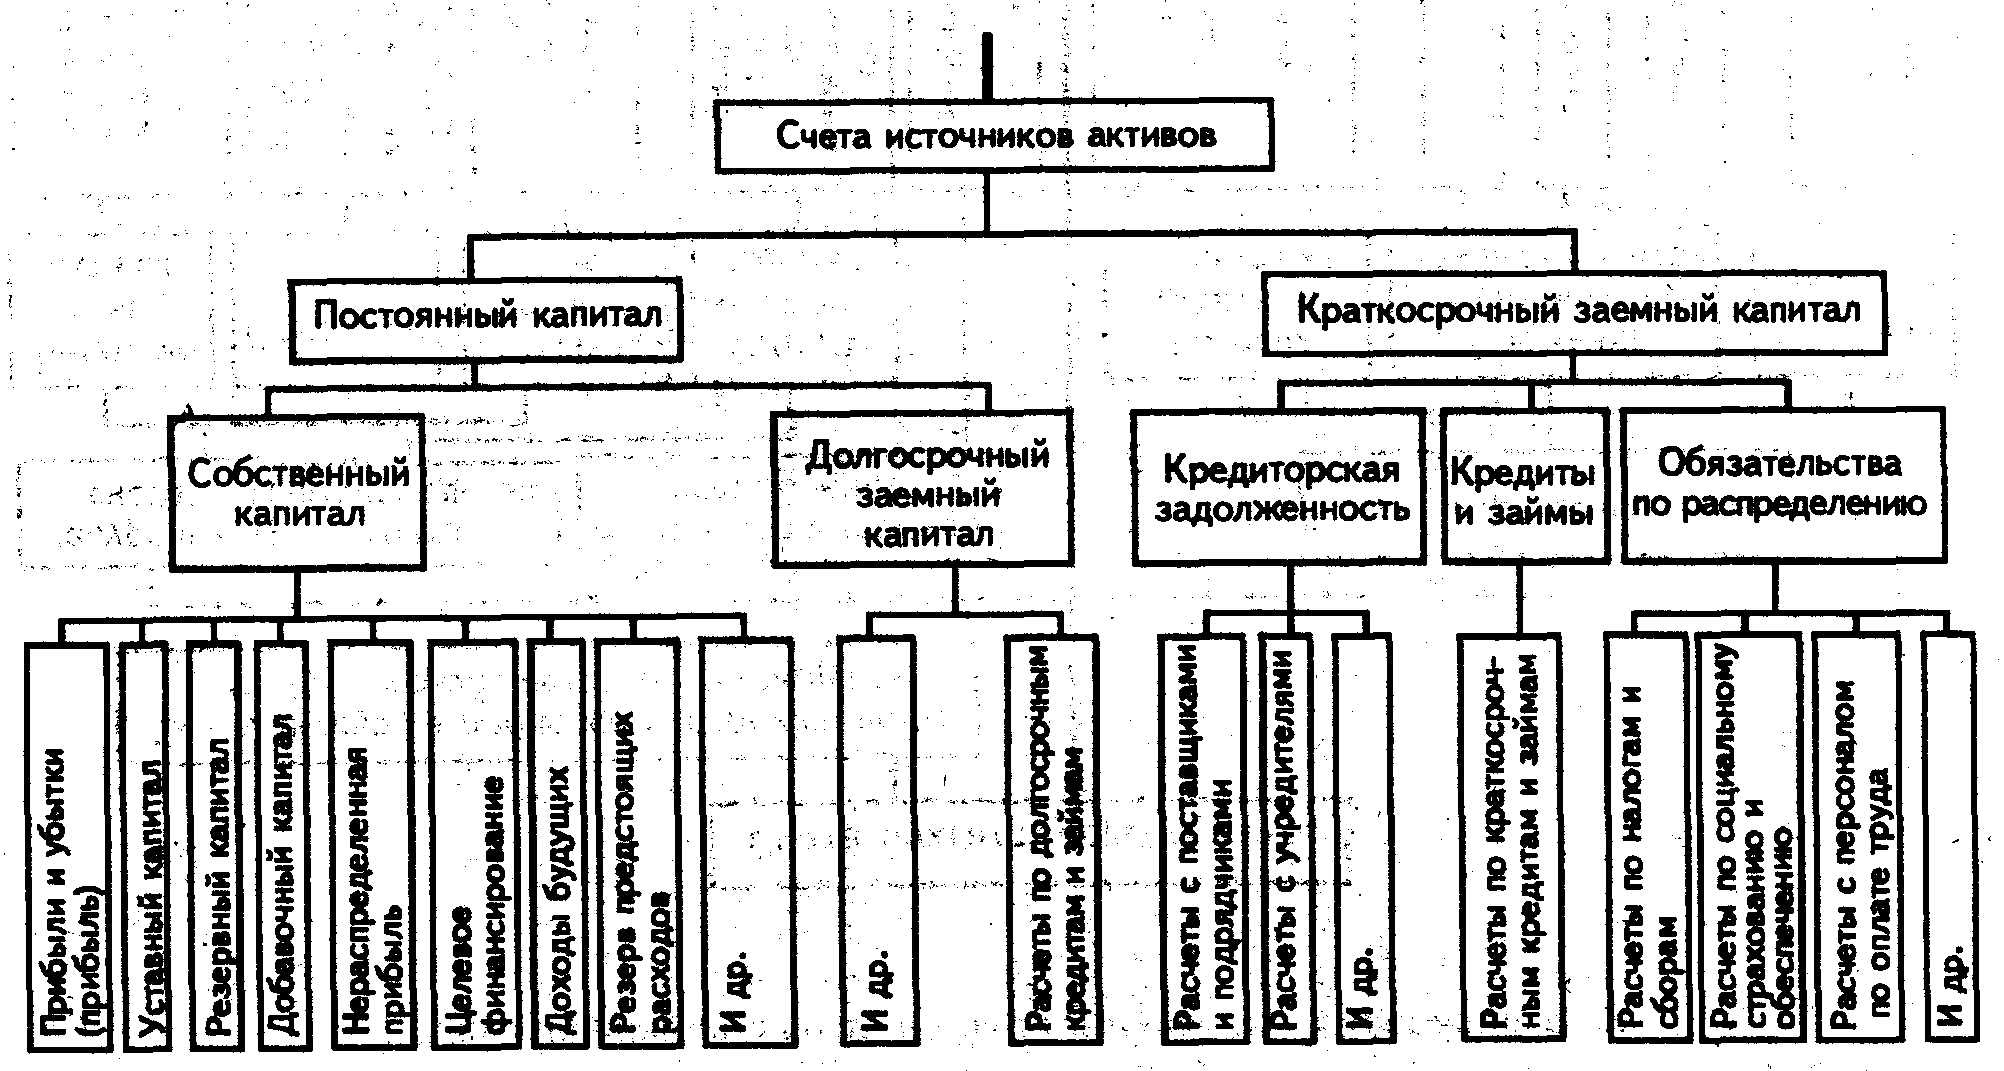 Счета источников активов
Постоянный капитал
Краткосрочный заемный капитал
Собственный
капитал
Долгосрочный
заемный
капитал
Кредиторская
задолженность
Кредиты
и займы
Обязательства
по распределению
Прибыли и убытки
(прибыль)
Уставный капитал
Резервный капитал
Добавочный капитал
Нераспределенная
прибыль
Целевое
финансирование
Доходы будущих
Резерв предстоящих
расходов
И др.
И др.
Расчеты по долгосрочным
кредитам и займам
Расчеты с поставщиками
и подрядчиками
Расчеты с учредителями
И др.
Расчеты по краткосроч-
ным кредитам и займам
Расчеты по налогам и
сборам
Расчеты по социальному
страхованию и
обеспечению
Расчеты с персоналом
по оплате труда
И др.